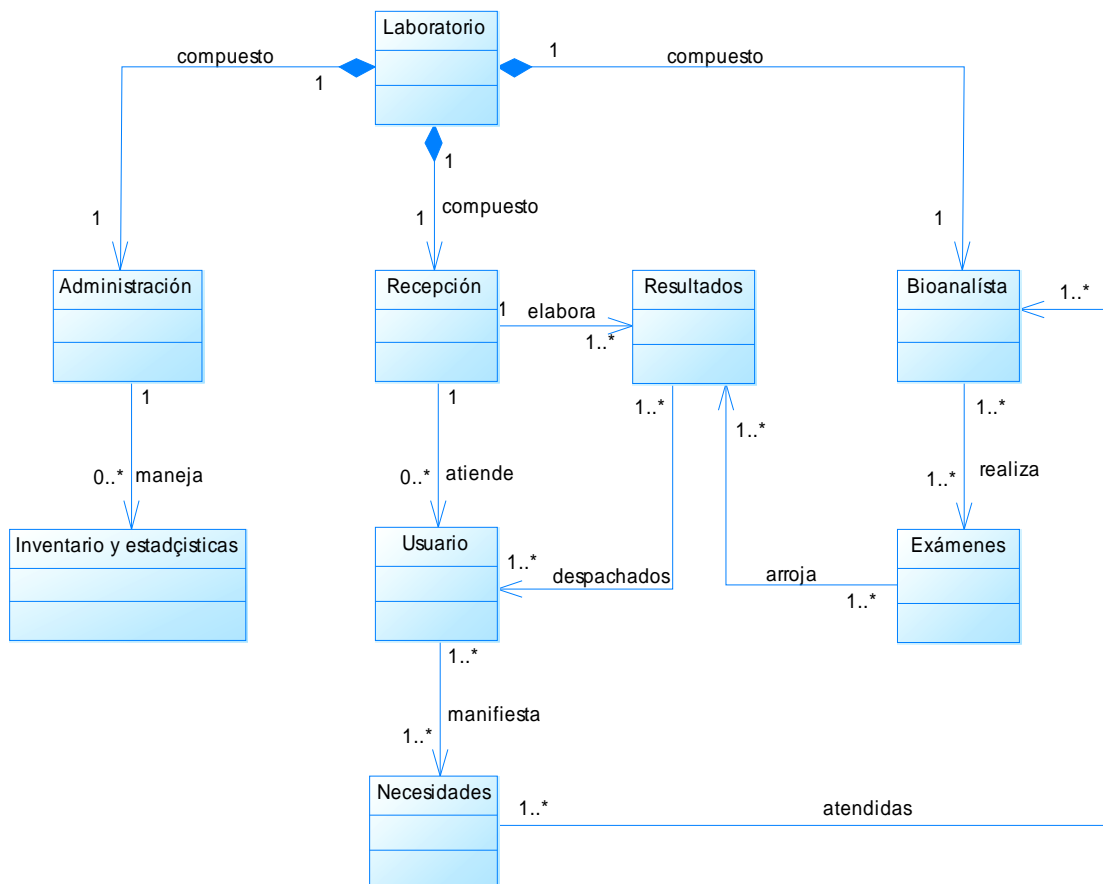 Laboratorio
compuesto
1
1
compuesto
1
1
compuesto
1
1
1
Administración
Recepción
Resultados
Bioanalísta
1
elabora
1..*
1..*
1
1
1..*
1..*
1..*
0..*
maneja
0..*
atiende
1..*
realiza
Inventario y estadçisticas
Usuario
1..*
despachados
arroja
1..*
Exámenes
1..*
manifiesta
1..*
Necesidades
1..*
atendidas